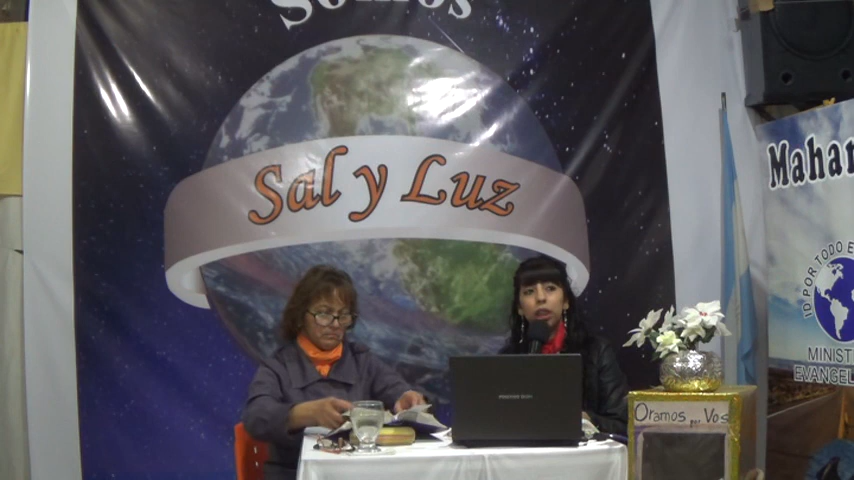 Somos
Sal y Luz
Mahan
ID POR TODO E
MINIST
EVANGEL
Oramos por Vos